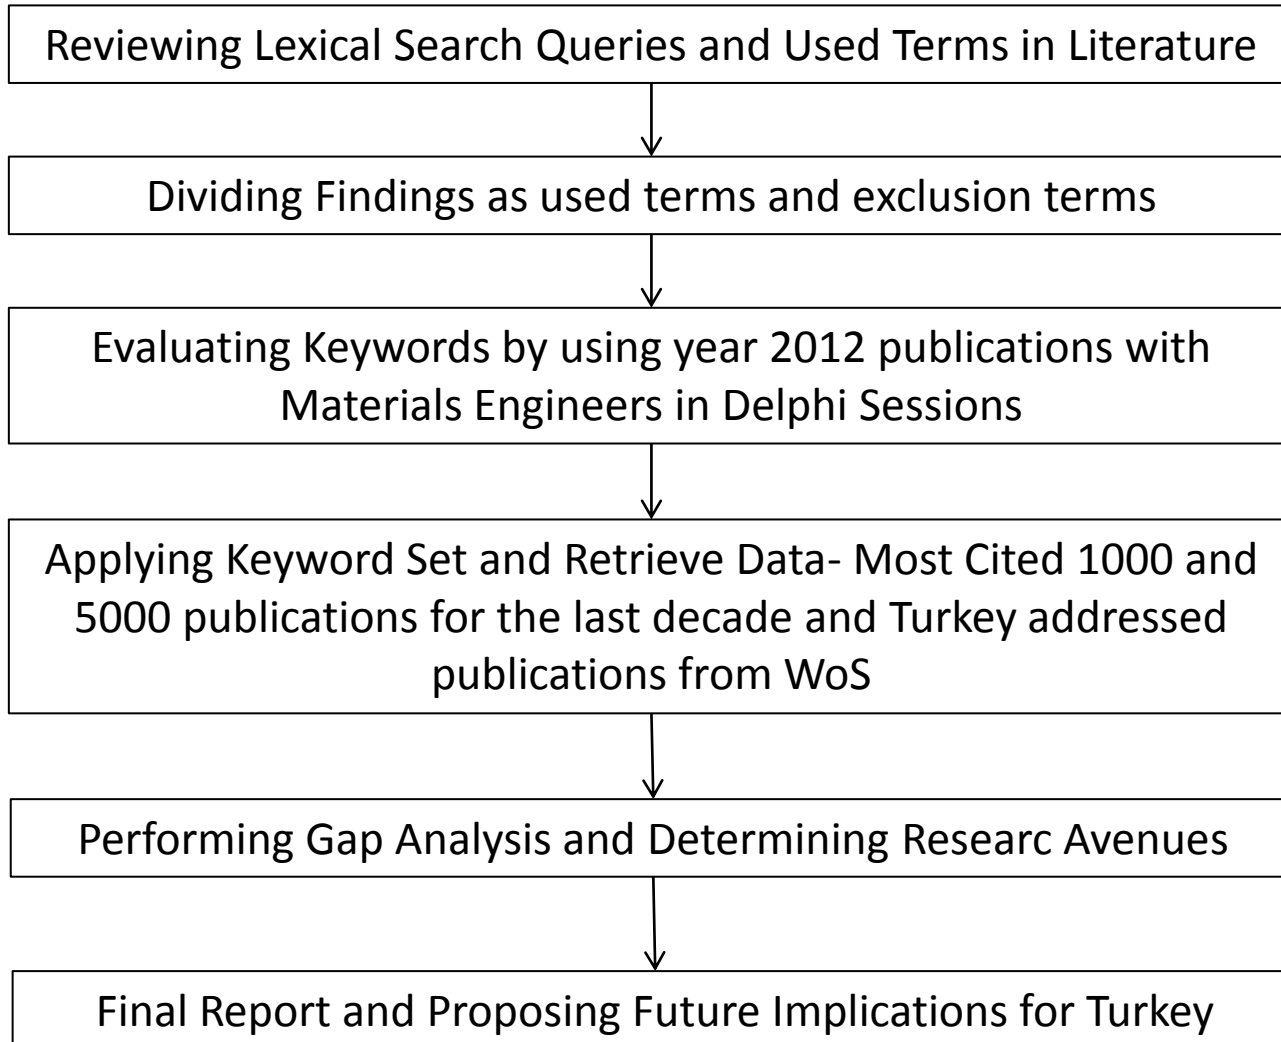 Reviewing Lexical Search Queries and Used Terms in Literature
Dividing Findings as used terms and exclusion terms
Evaluating Keywords by using year 2012 publications with
Materials Engineers in Delphi Sessions
Applying Keyword Set and Retrieve Data- Most Cited 1000 and
5000 publications for the last decade and Turkey addressed
publications from WoS
Performing Gap Analysis and Determining Researc Avenues
Final Report and Proposing Future Implications for Turkey